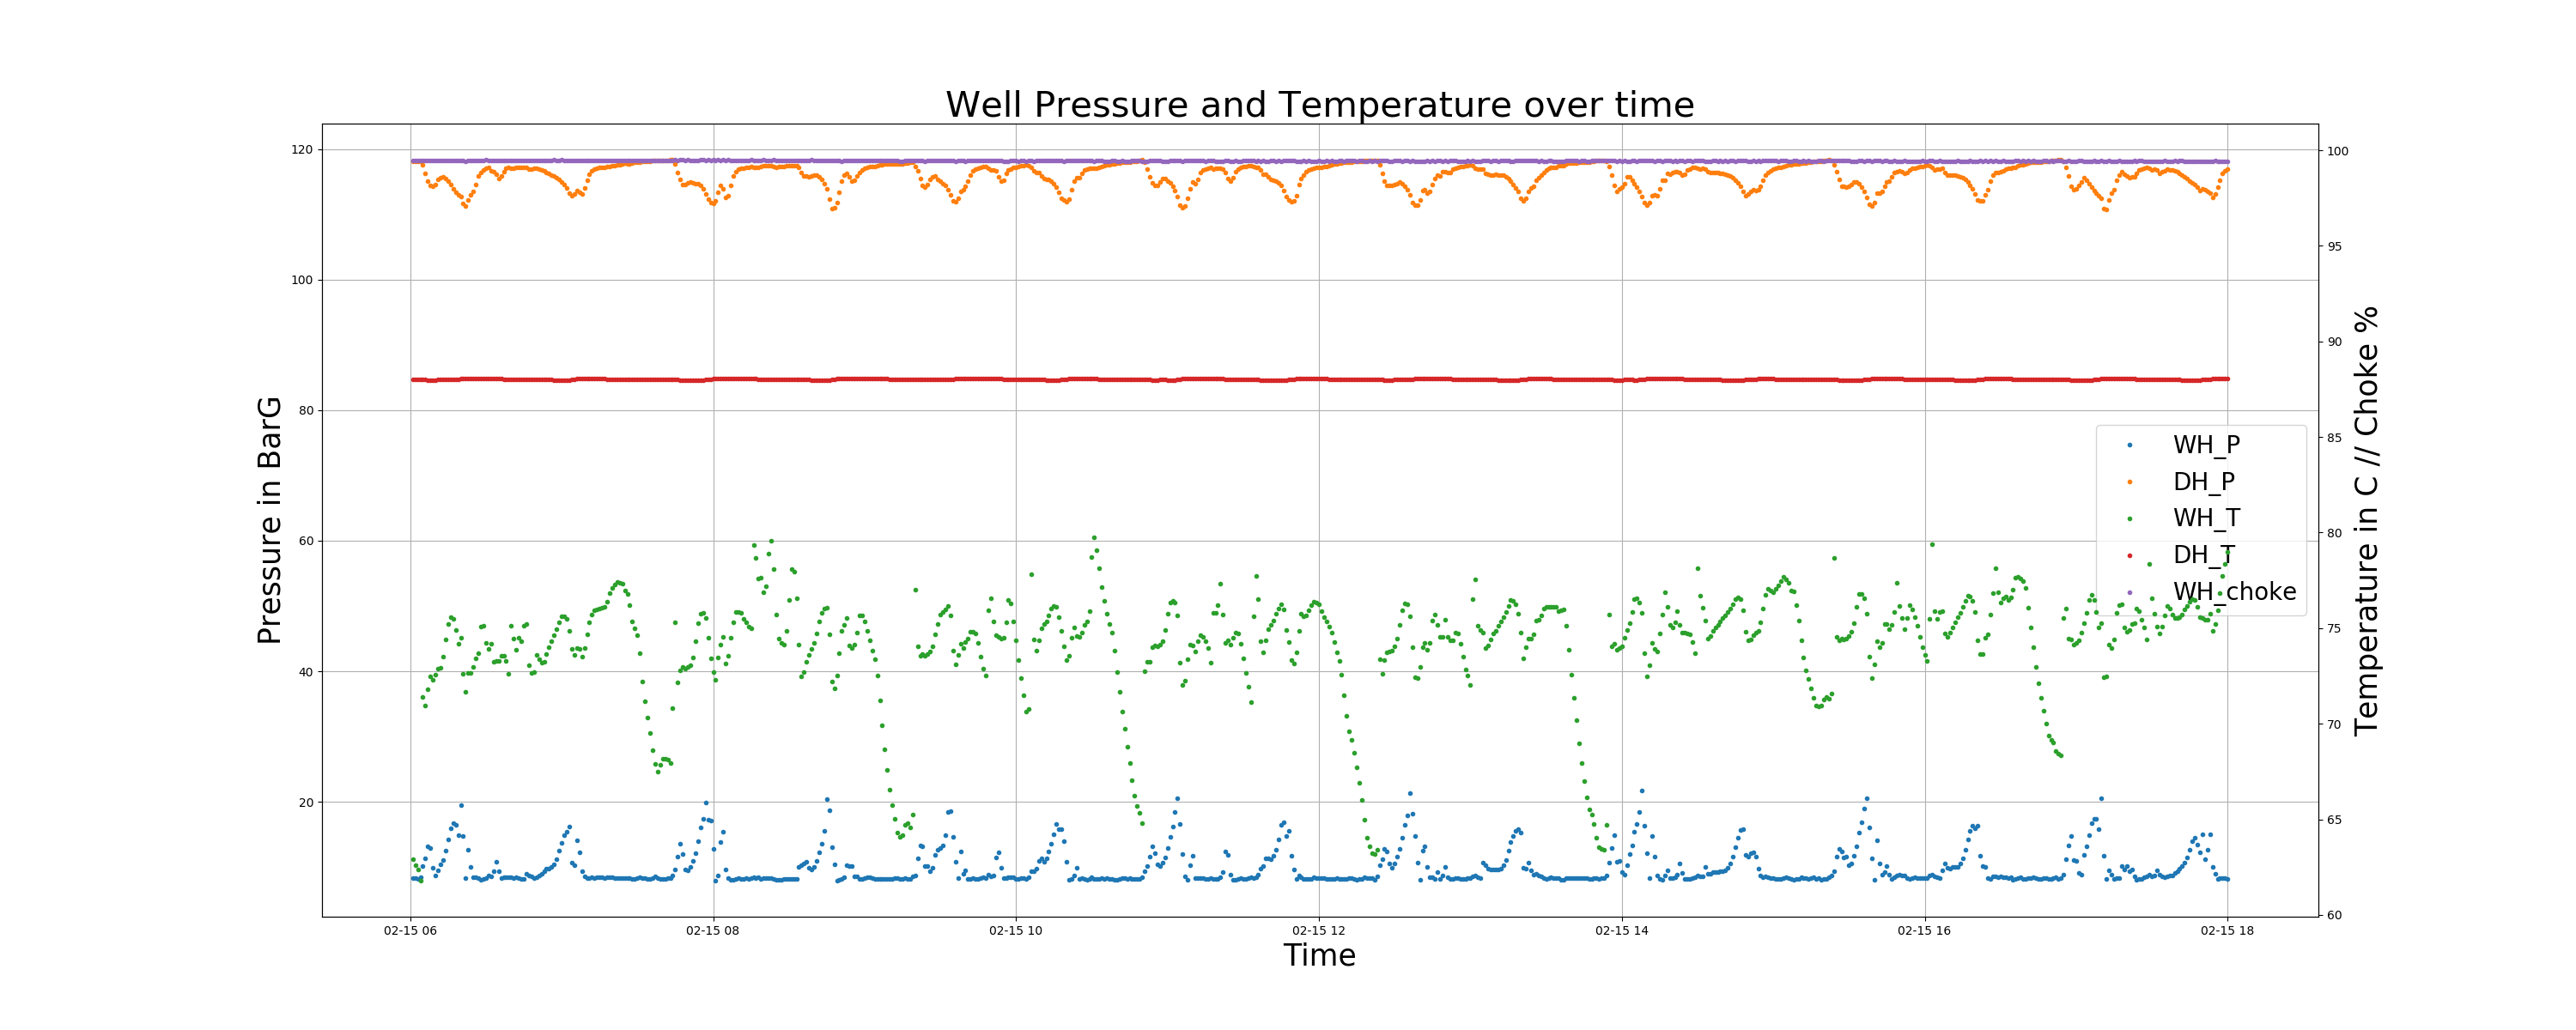 Well Pressure and Temperature over time
120
100
80
60
40
20
Pressure in BarG
100
95
90
85
80
75
70
65
60
Temperature in C // Choke %
WH_P
DH_P
WH_T
DH_T
WH_choke
02-15 06
02-15 08
02-15 10
02-15 12
02-15 14
02-15 16
02-15 18
Time